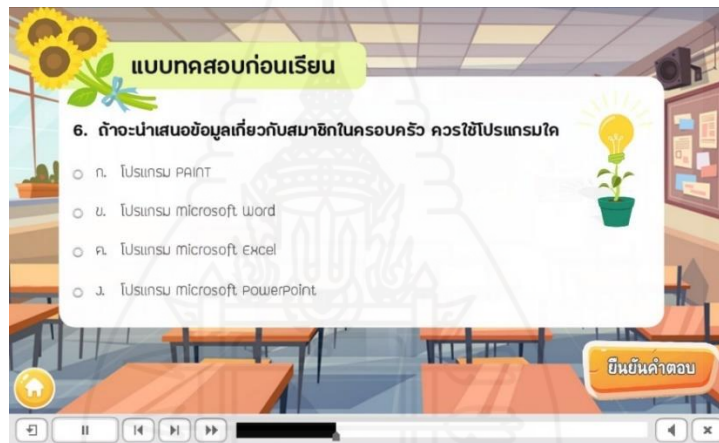 แบบทดสอบก่อนเรียน
6. ถ้าจะนำเสนอข้อมูลเกี่ยวกับสมาชิกในครอบครัว ควรใช้โปรแกรมใด
ก. โปรแกรม PAINT
ข. โปรแกรม Microsoft Word
ค. โปรแกรม Microsoft Excel
ง. โปรแกรม Microsoft PowerPoint
ยืนยันคำตอบ